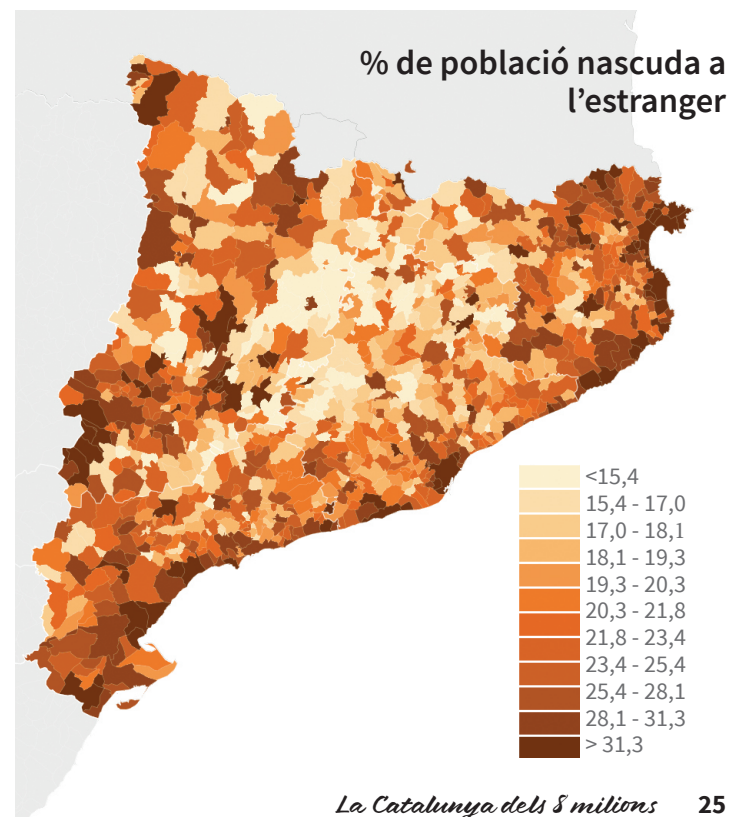 % de població nascuda a
l’estranger
<15,4
15,4 - 17,0
17,0 - 18,1
18,1 - 19,3
19,3 - 20,3
20,3 - 21,8
21,8 - 23,4
23,4 - 25,4
25,4 - 28,1
28,1 - 31,3
> 31,3
La Catalunya dels 8 milions 25